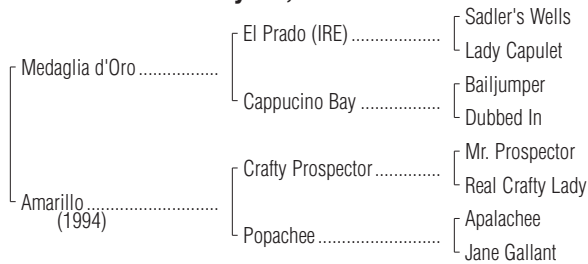 Sadler's Wells
El Prado (IRE) ..................
Lady Capulet
Medaglia d'Oro ................
Bailjumper
Cappucino Bay ................
Dubbed In
Mr. Prospector
Crafty Prospector .............
Real Crafty Lady
Amarillo ...........................
(1994)
Apalachee
Popachee .........................
Jane Gallant